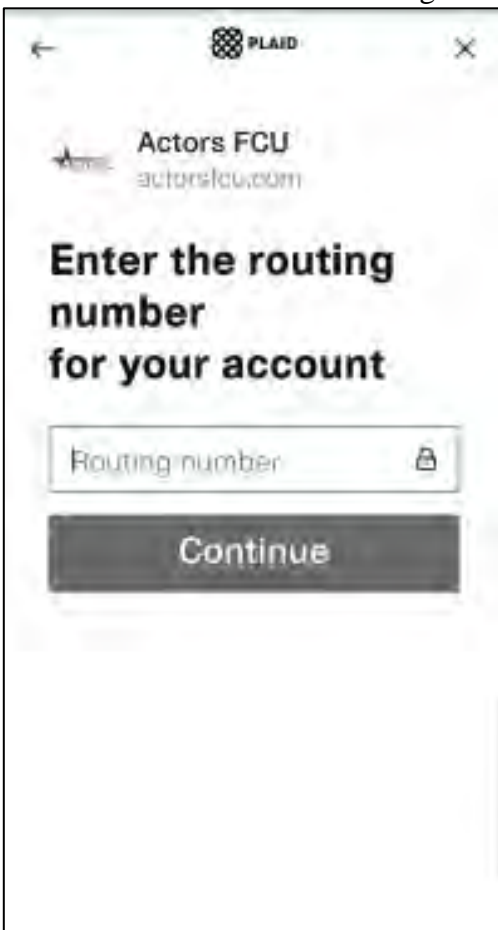 PLAID
Actors FCU
actorsfcu.com
Enter the routing
number
for your account
Routing number
Continue